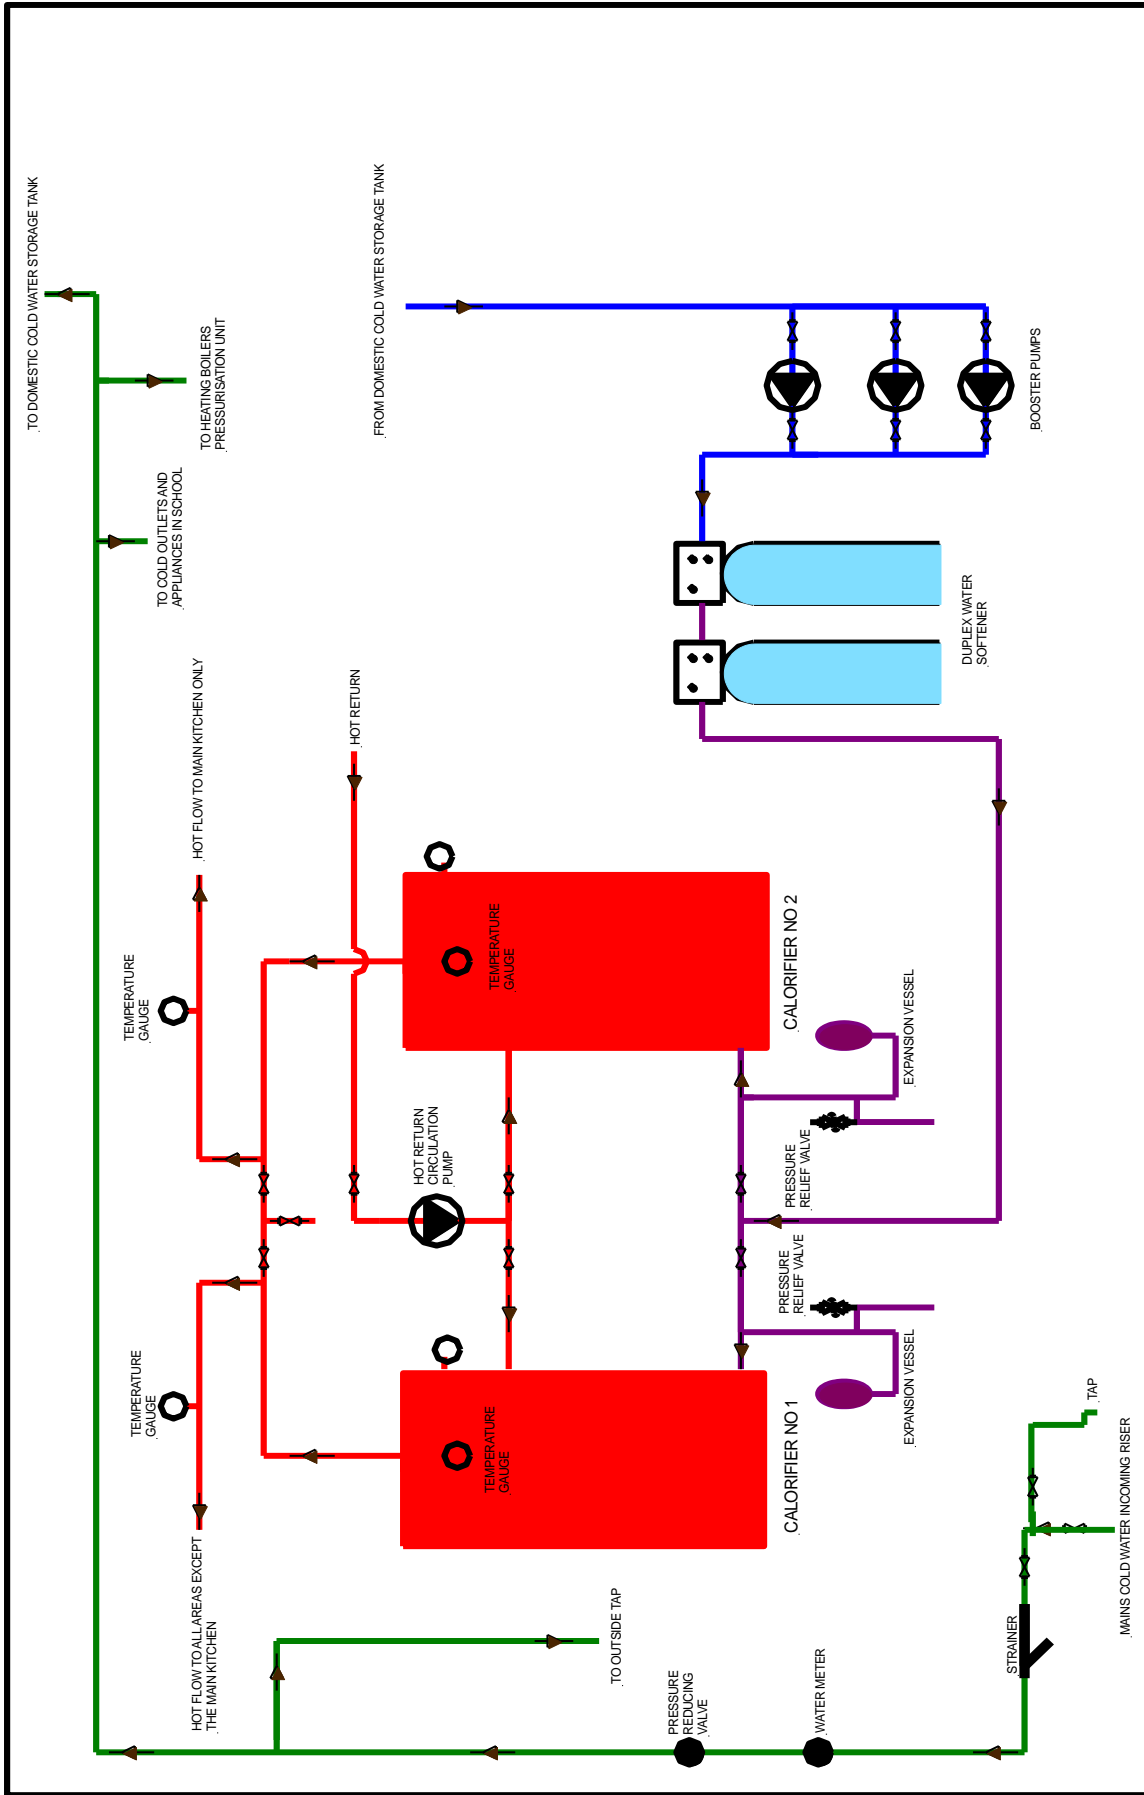 TO DOMESTIC COLD WATER STORAGE TANK
TO HEATING BOILERS
PRESSURISATION UNIT
TO COLD OUTLETS AND
APPLIANCES IN SCHOOL
FROM DOMESTIC COLD WATER STORAGE TANK
BOOSTER PUMPS
DUPLEX WATER
SOFTENER
HOT FLOW TO MAIN KITCHEN ONLY
HOT RETURN
TEMPERATURE
GAUGE
TEMPERATURE
GAUGE
CALORIFIER NO 2
EXPANSION VESSEL
HOT RETURN
CIRCULATION
PUMP
PRESSURE
RELIEF VALVE
PRESSURE
RELIEF VALVE
EXPANSION VESSEL
TEMPERATURE
GAUGE
TEMPERATURE
GAUGE
CALORIFIER NO 1
HOT FLOW TO ALL AREAS EXCEPT
THE MAIN KITCHEN
TO OUTSIDE TAP
PRESSURE
REDUCING
VALVE
WATER METER
STRAINER
TAP
MAINS COLD WATER INCOMING RISER